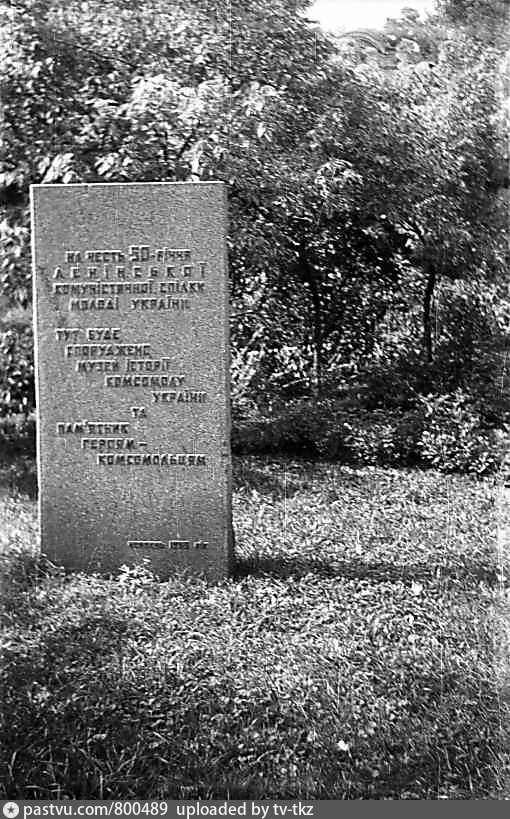 НА ЧЕСТЬ 50-РІЧЧЯ
ЛЕНІНСЬКОЇ
КОМУНІСТИЧНОЇ СПІЛКИ
МОЛОДІ УКРАЇНИ
ТУТ БУДЕ
СПОРУДЖЕНО
МУЗЕЙ ІСТОРІЇ
КОМСОМОЛУ
УКРАЇНИ
ТА
ПАМ'ЯТНИК
ГЕРОЯМ-
КОМСОМОЛЬЦЯМ
pastvu.com/800489 uploaded by tv-tkz